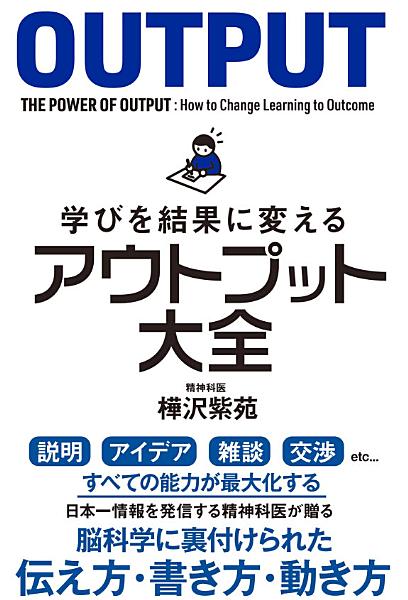 OUTPUT
THE POWER OF OUTPUT : How to Change Learning to Outcome
学びを結果に変える
アウトプット
大全
精神科医
樺沢紫苑
説明 アイデア 雑談 交渉 etc...
すべての能力が最大化する
日本一情報を発信する精神科医が贈る
脳科学に裏付けられた
伝え方・書き方・動き方